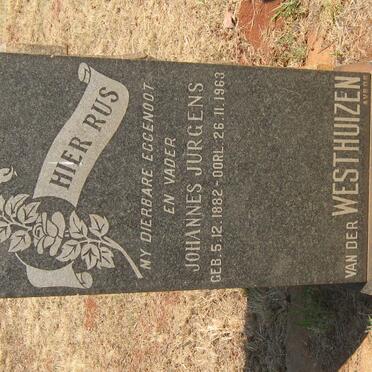 HIER RUS
MY DIERBARE EGGENOOT
EN VADER
JOHANNES JURGENS
GEB. 5.12.1882 - OORL. 26.11.1963
VAN DER WESTHUIZEN